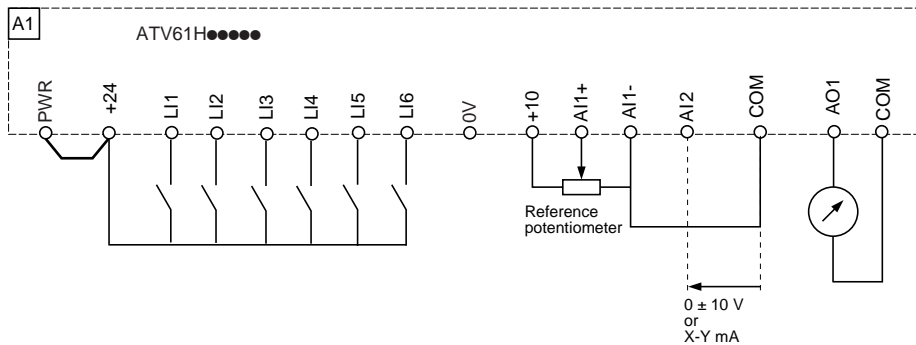 A1
ATV61H●●●●●
PWR
+24
LI1
LI2
LI3
LI4
LI5
LI6
0V
+10
AI1+
AI1-
AI2
COM
AO1
COM
Reference
potentiometer
0 ± 10 V
or
X-Y mA